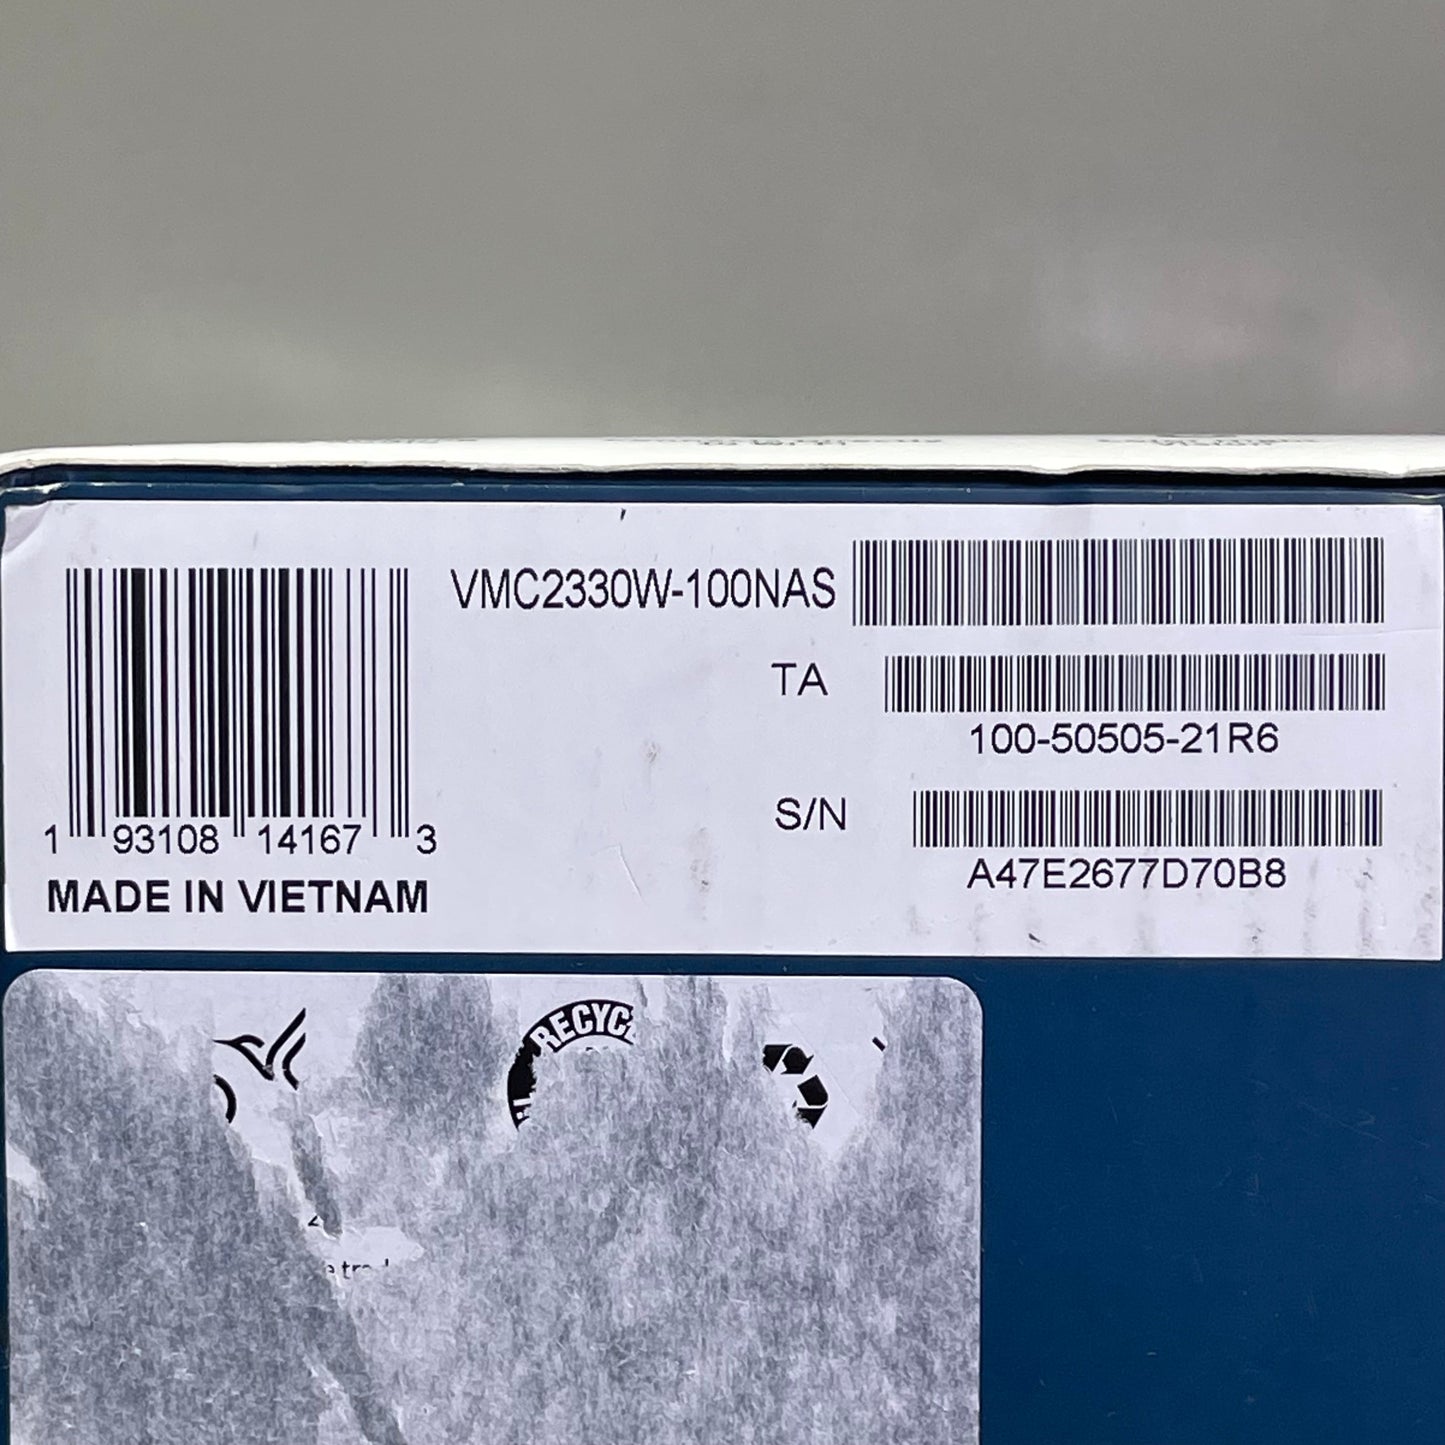 VMC2330W-100NAS
TA
100-50505-21R6
S/N
A47E2677D70B8
1 93108 14167 3
MADE IN VIETNAM